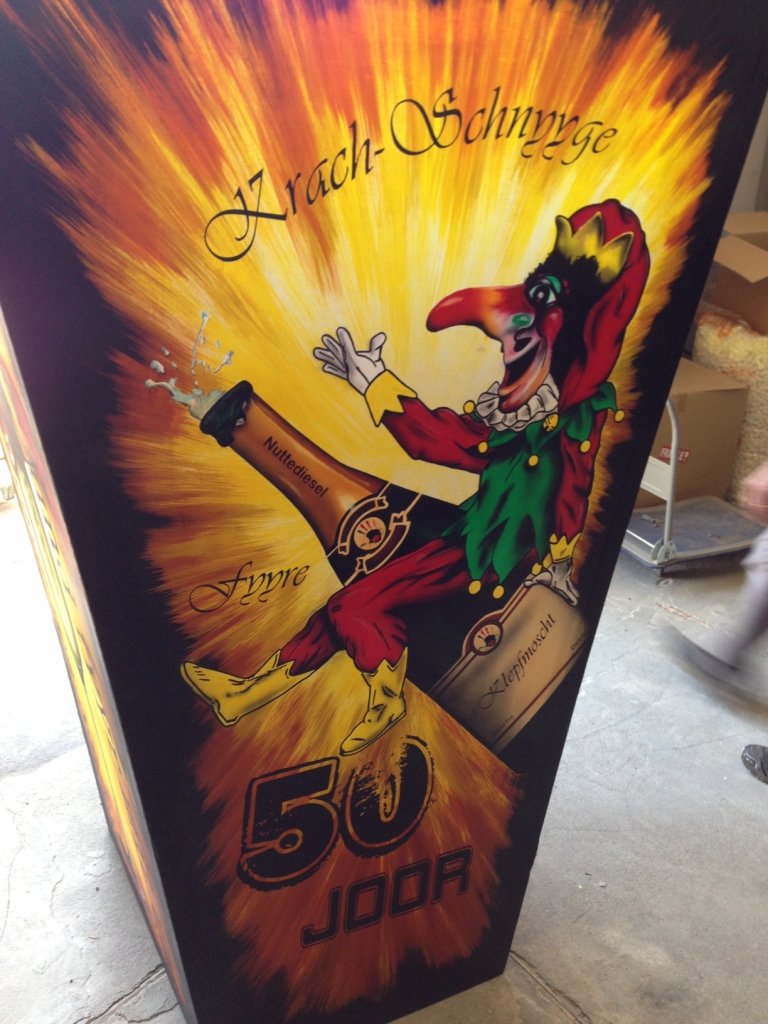 Krach-Schnyyge
Nuttediesel
Fyyre
Klepfmoscht
50
JOOR